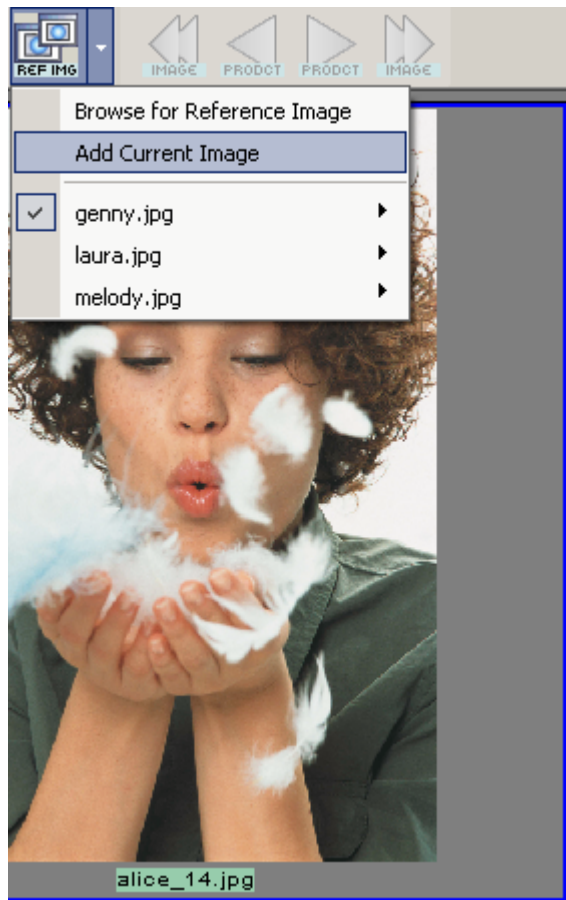 REF IMG
IMAGE PRODCT PRODCT IMAGE
Browse for Reference Image
Add Current Image
genny.jpg
laura.jpg
melody.jpg
alice_14.jpg